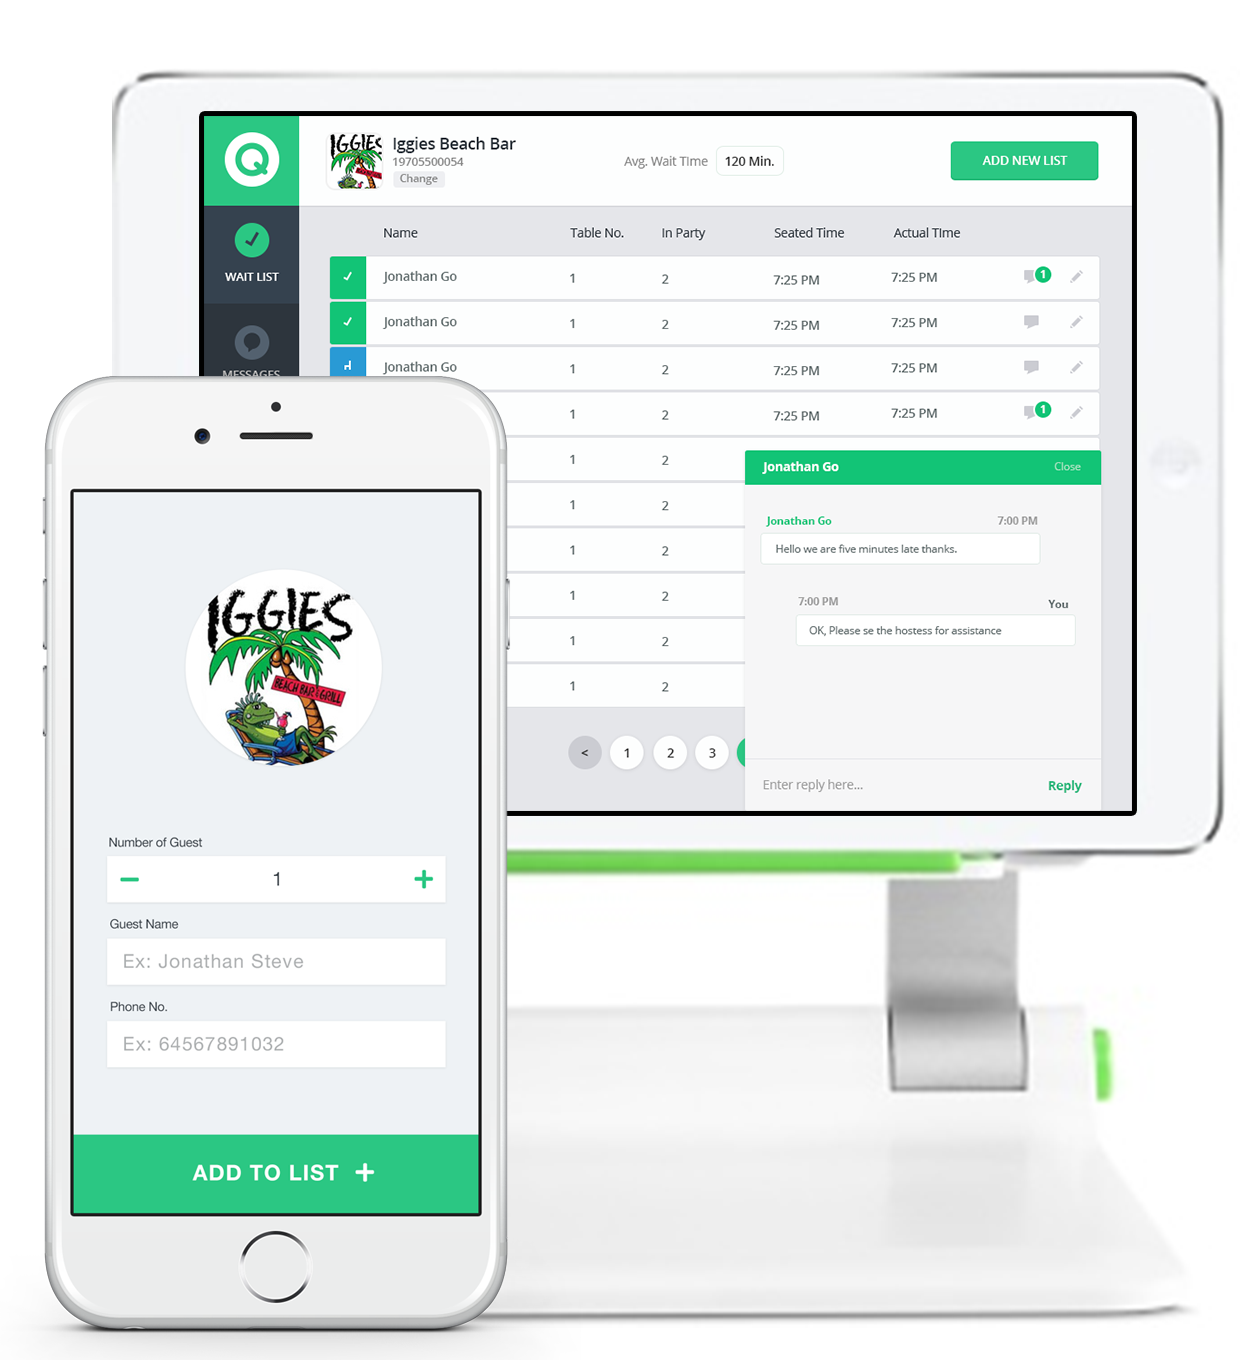 IGGIES
Iggies Beach Bar
19705500054
Change
Avg. Wait TIme 120 Min.
ADD NEW LIST
WAIT LIST
MESSAGES
Name Table No. In Party Seated Time Actual TIme
Jonathan Go 1 2 7:25 PM 7:25 PM 1
Jonathan Go 1 2 7:25 PM 7:25 PM
Jonathan Go 1 2 7:25 PM 7:25 PM
1 2 7:25 PM 7:25 PM 1
1 2
1 2
1 2
1 2
1 2
1 2
< 1 2 3
Jonathan Go Close
Jonathan Go 7:00 PM
Hello we are five minutes late thanks.
7:00 PM You
OK, Please se the hostess for assistance
Enter reply here... Reply
IGGIES
BEACH BAR & GRILL
Number of Guest
1
Guest Name
Ex: Jonathan Steve
Phone No.
Ex: 64567891032
ADD TO LIST +